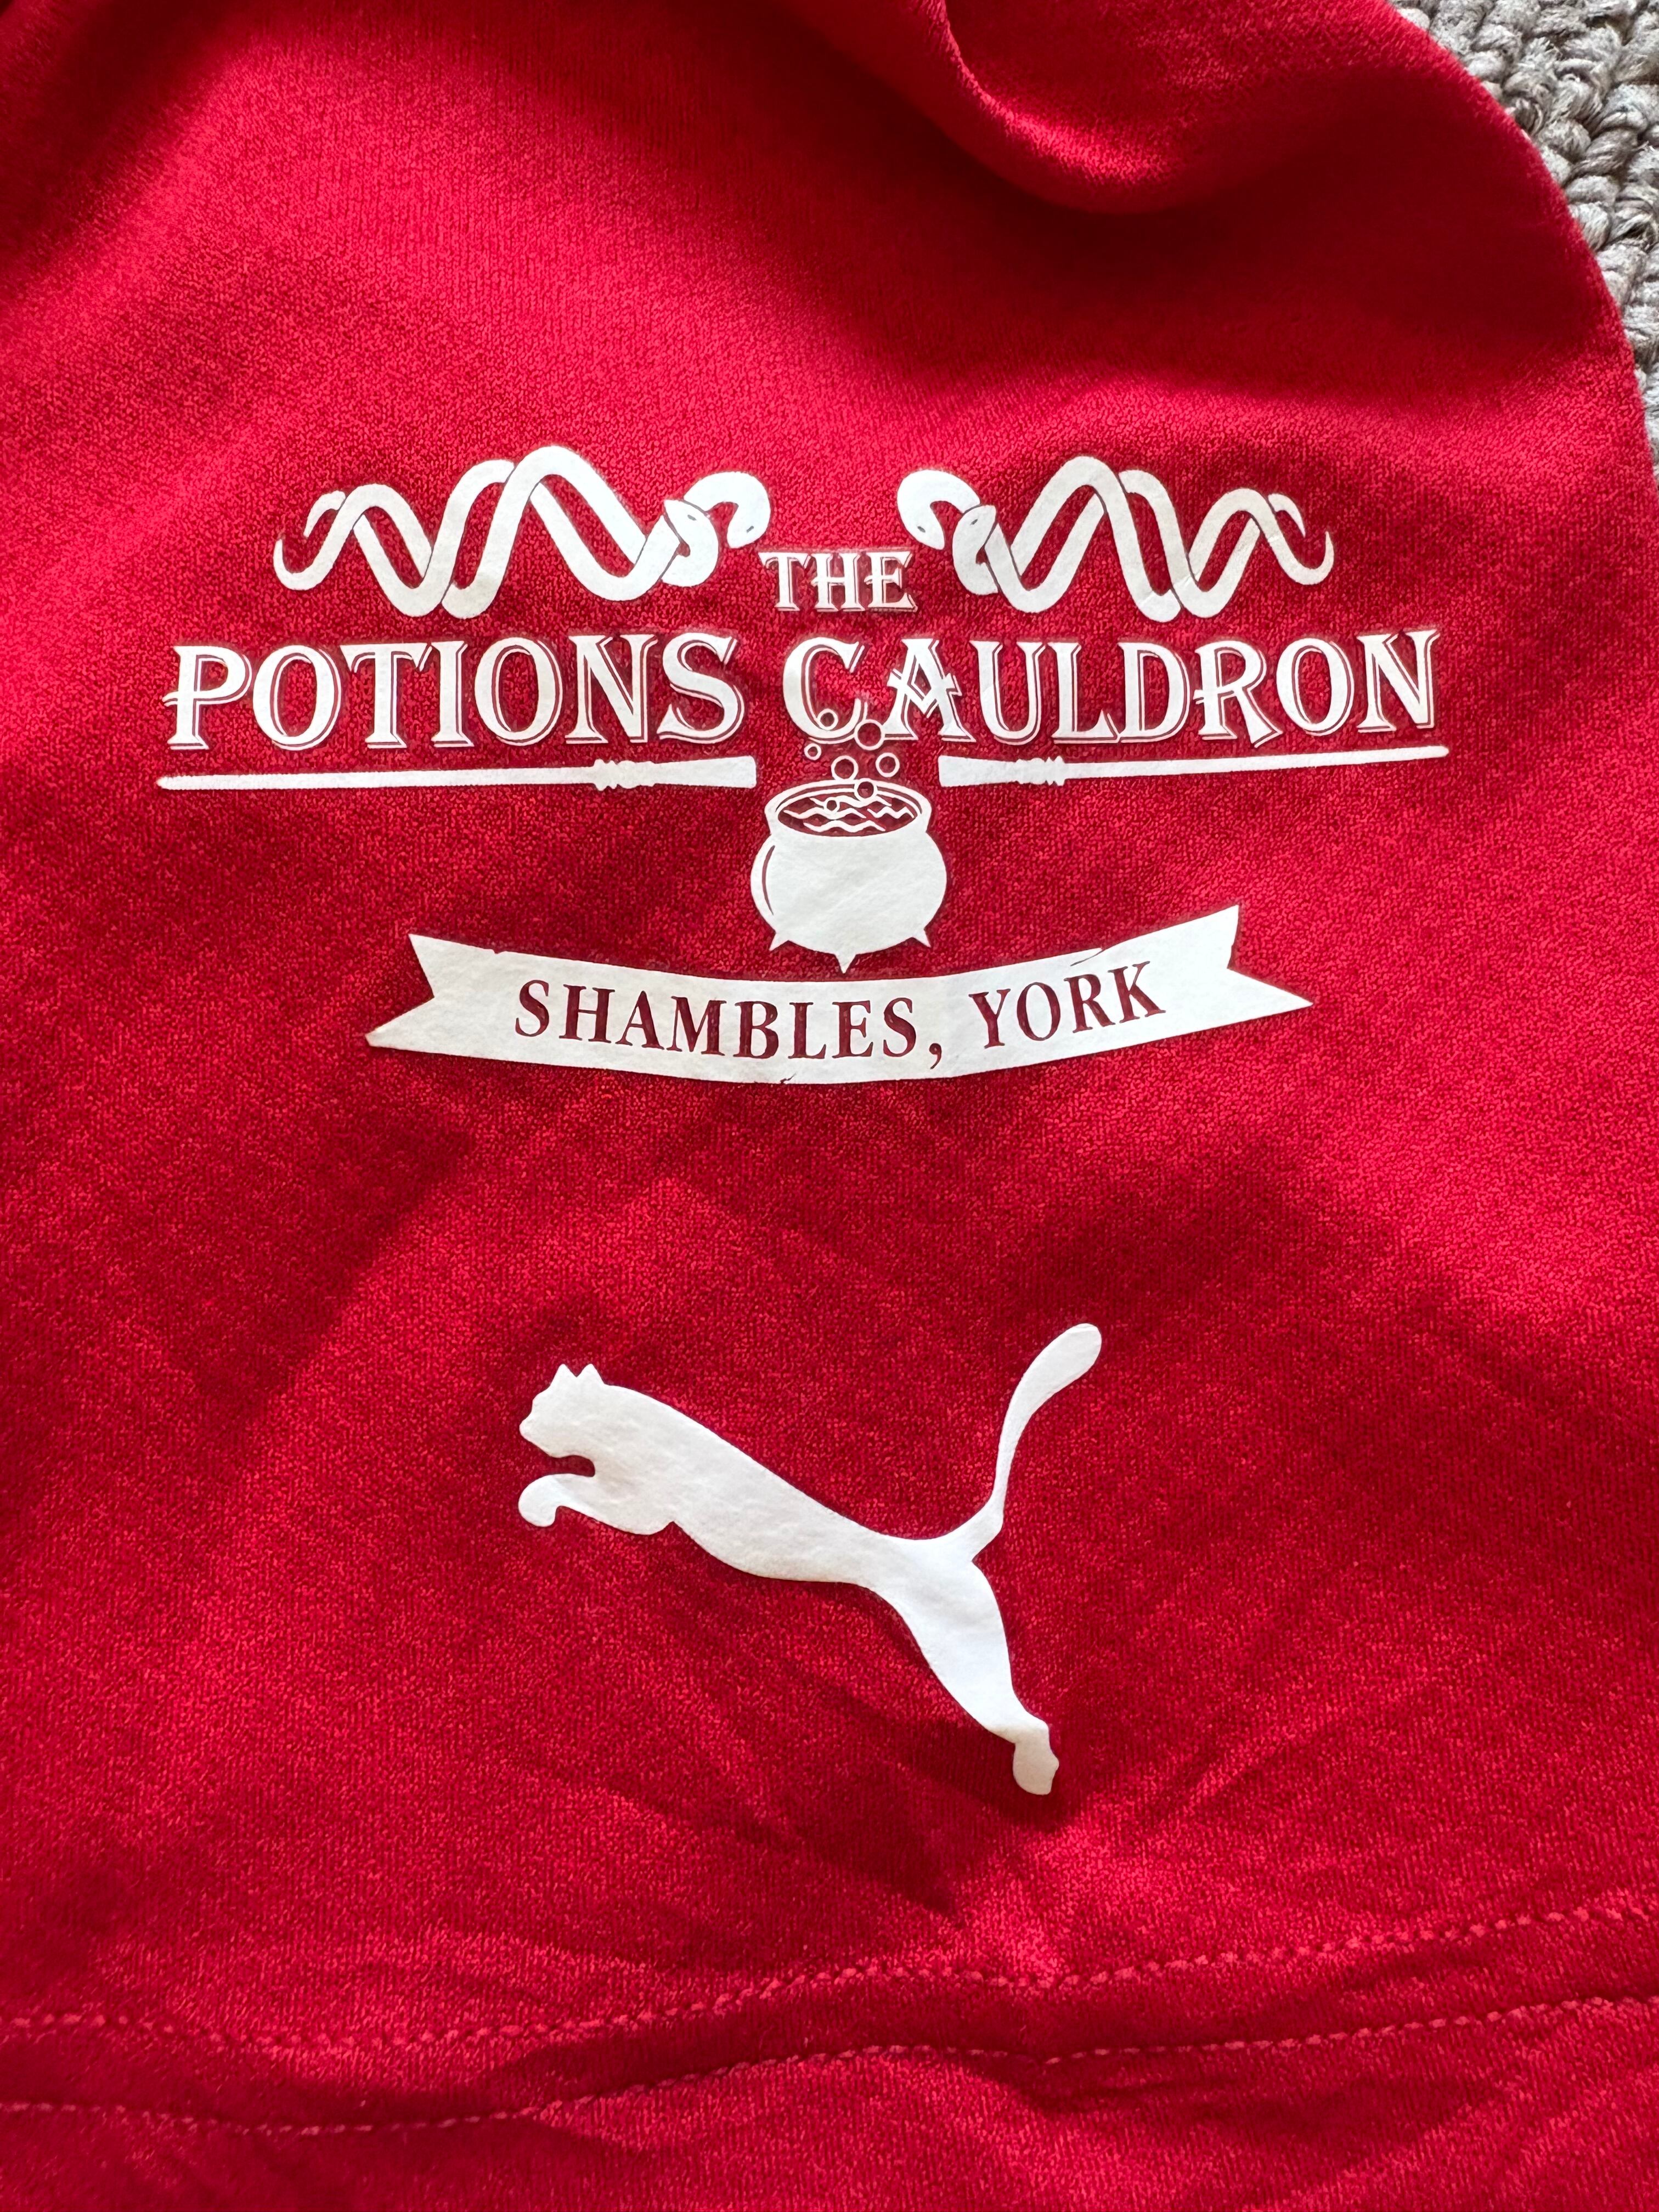 THE
POTIONS CAULDRON
SHAMBLES, YORK